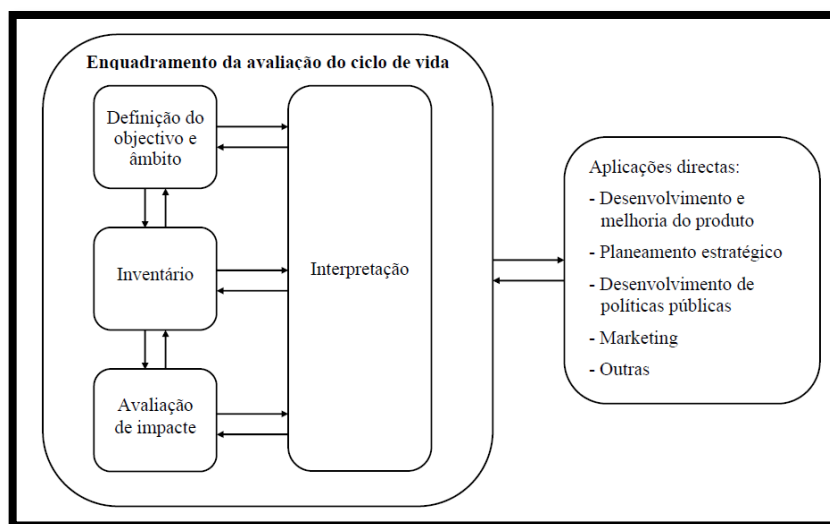 Enquadramento da avaliação do ciclo de vida
Definição do
objectivo e
âmbito
Inventário
Avaliação
de impacte
Interpretação
Aplicações directas:
- Desenvolvimento e
melhoria do produto
- Planeamento estratégico
- Desenvolvimento de
políticas públicas
- Marketing
- Outras